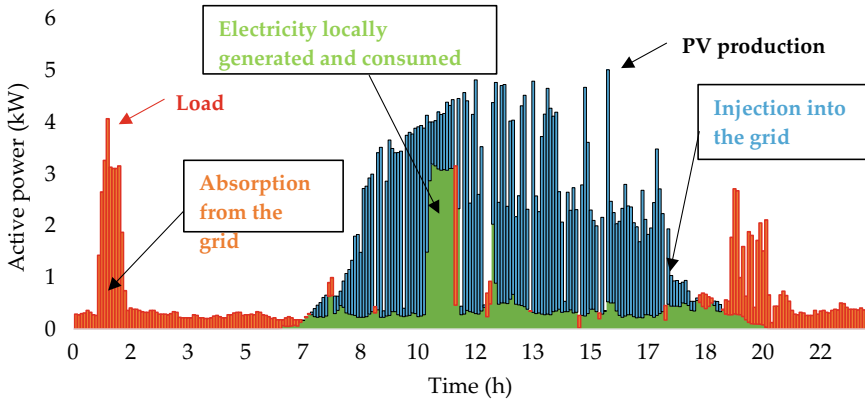 6
5
4
3
2
1
0
Active power (kW)
Electricity locally
generated and consumed
PV production
Load
Injection into
the grid
Absorption
from the
grid
0 2 3 5 7 8 10 12 13 15 17 18 20 22
Time (h)